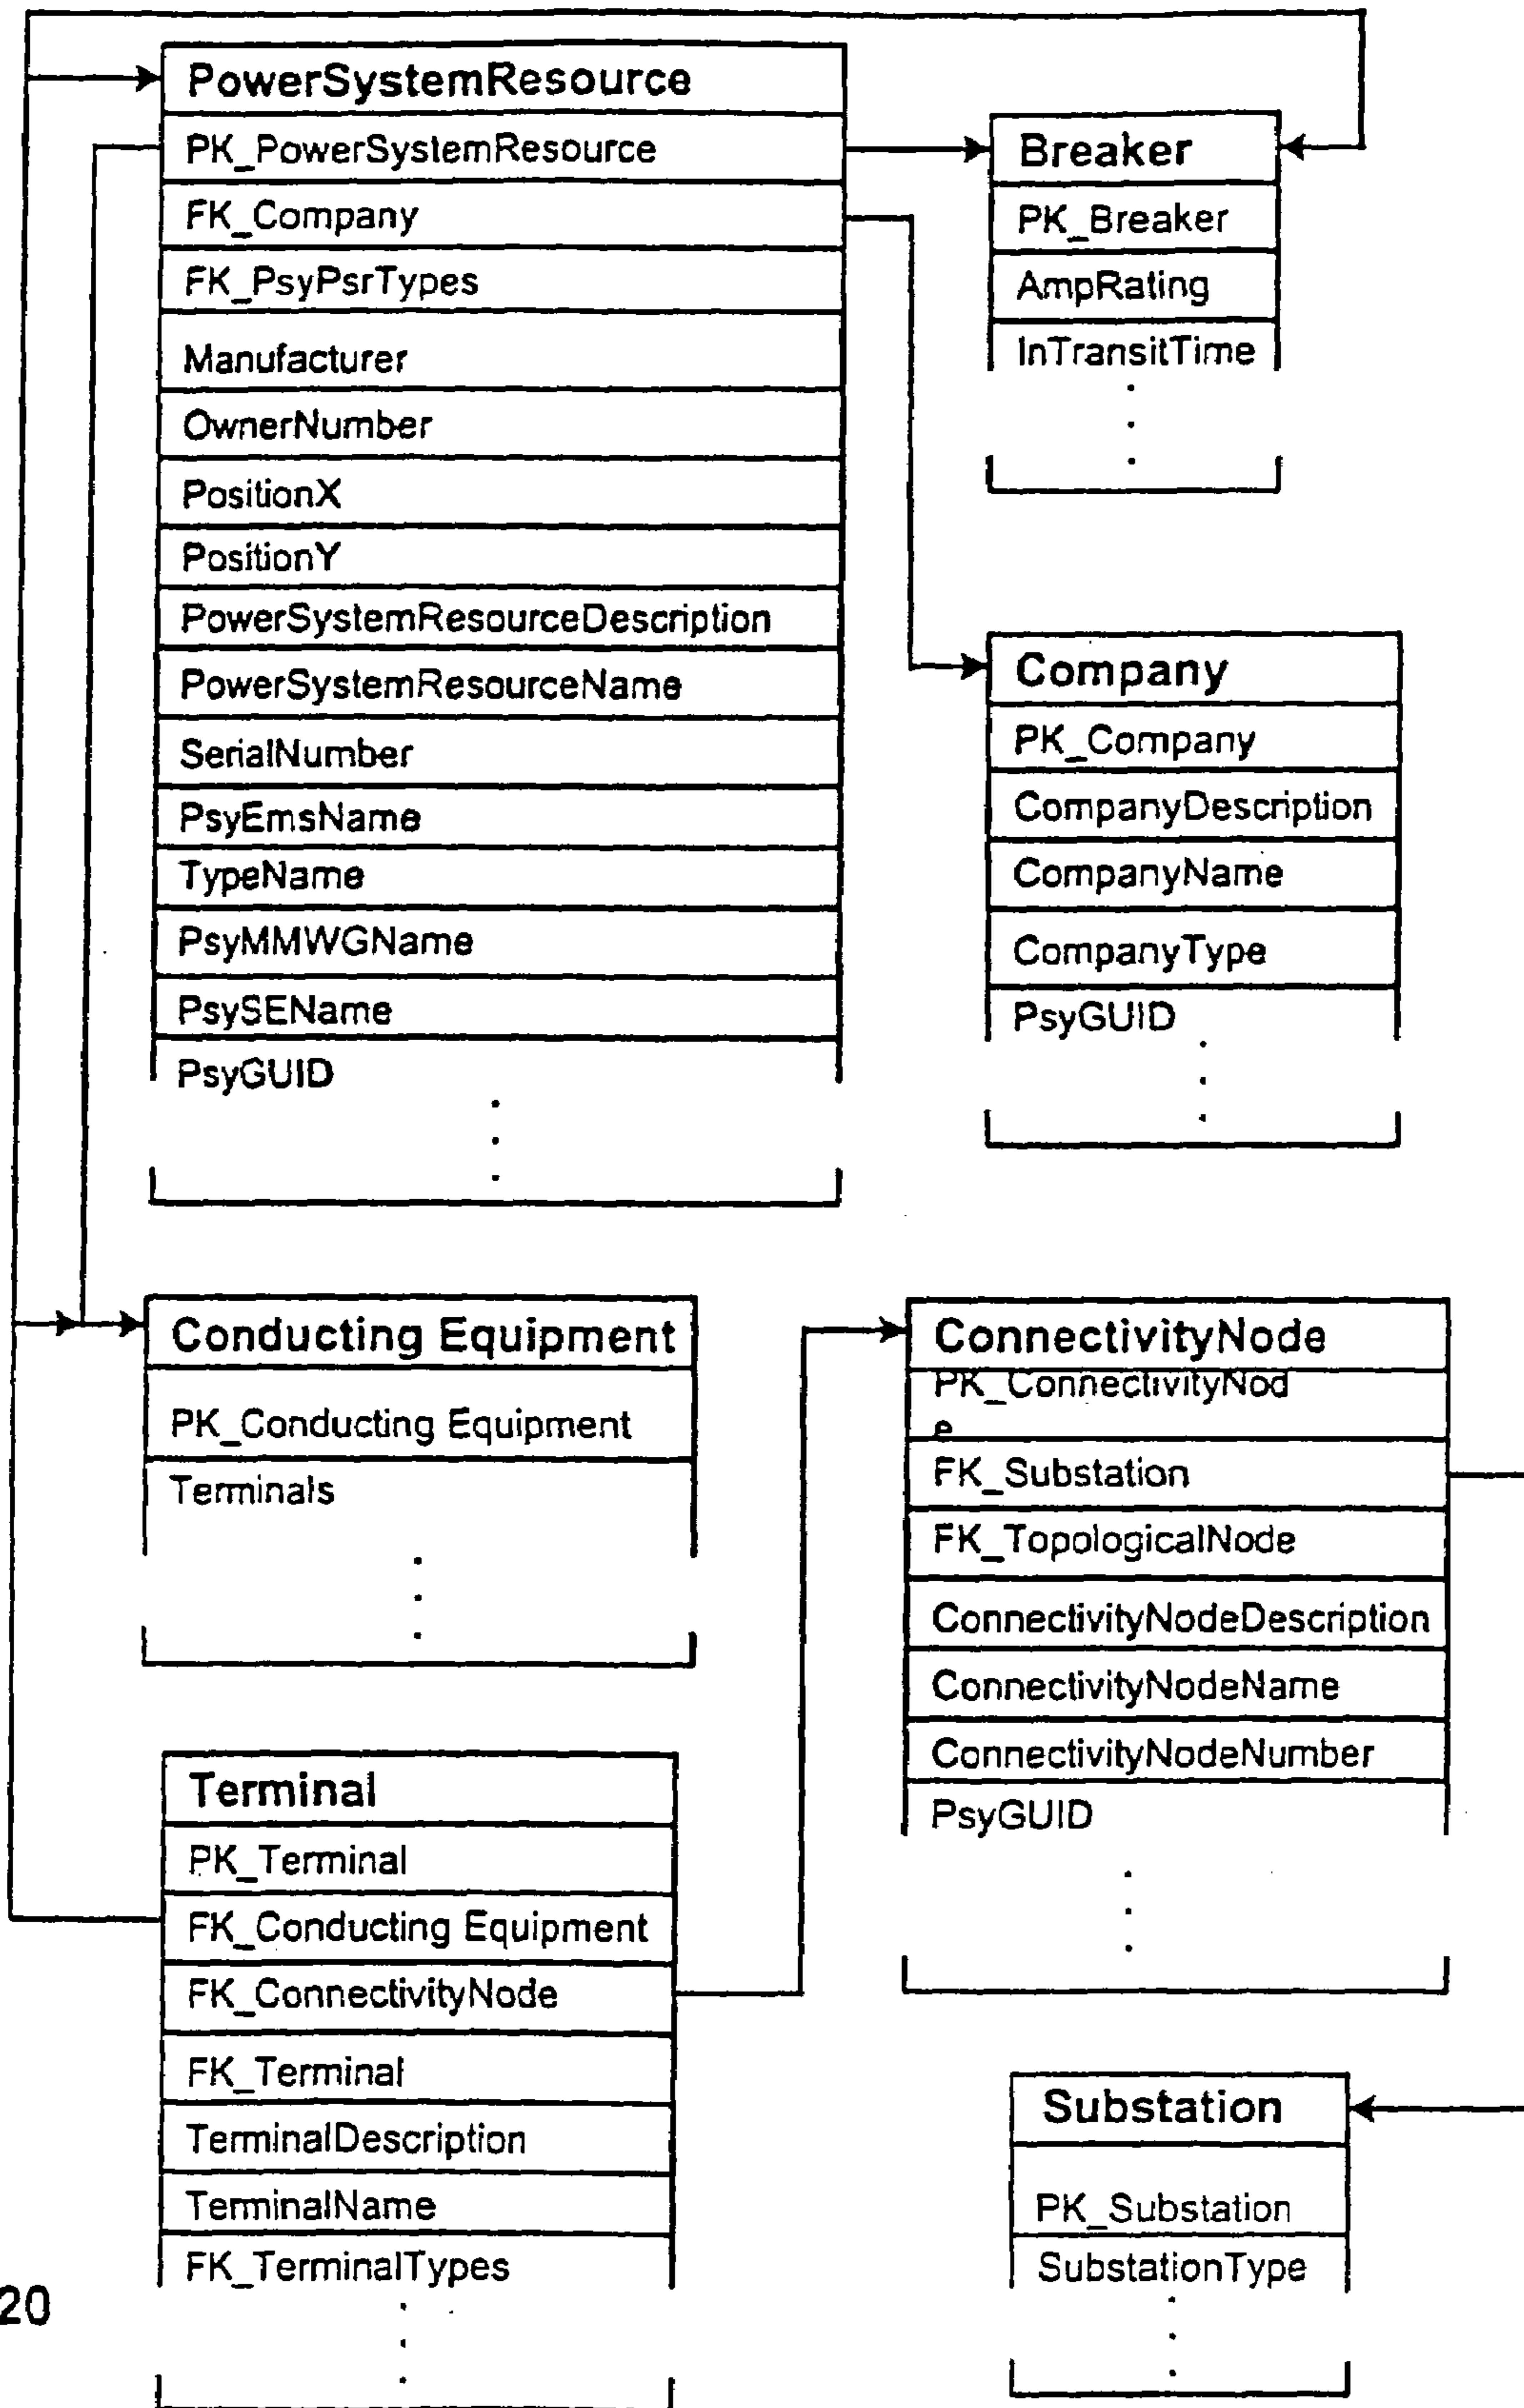 PowerSystemResource
PK_PowerSystemResource
FK_Company
FK_PsyPsrTypes
Manufacturer
OwnerNumber
PositionX
PositionY
PowerSystemResourceDescription
PowerSystemResourceName
SerialNumber
PsyEmsName
TypeName
PsyMMWGName
PsySEName
PsyGUID
Breaker
PK_Breaker
AmpRating
InTransitTime
Company
PK_Company
CompanyDescription
CompanyName
CompanyType
PsyGUID
Conducting Equipment
PK_Conducting Equipment
Terminals
ConnectivityNode
PK_ConnectivityNod
e
FK_Substation
FK_TopologicalNode
ConnectivityNodeDescription
ConnectivityNodeName
ConnectivityNodeNumber
PsyGUID
Terminal
PK_Terminal
FK_Conducting Equipment
FK_ConnectivityNode
FK_Terminal
TerminalDescription
TerminalName
FK_TerminalTypes
Substation
PK_Substation
SubstationType
20